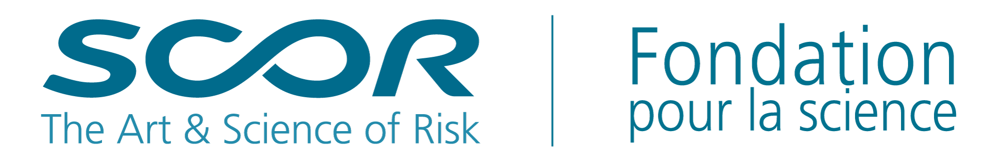 SCOR
The Art & Science of Risk
Fondation
pour la science